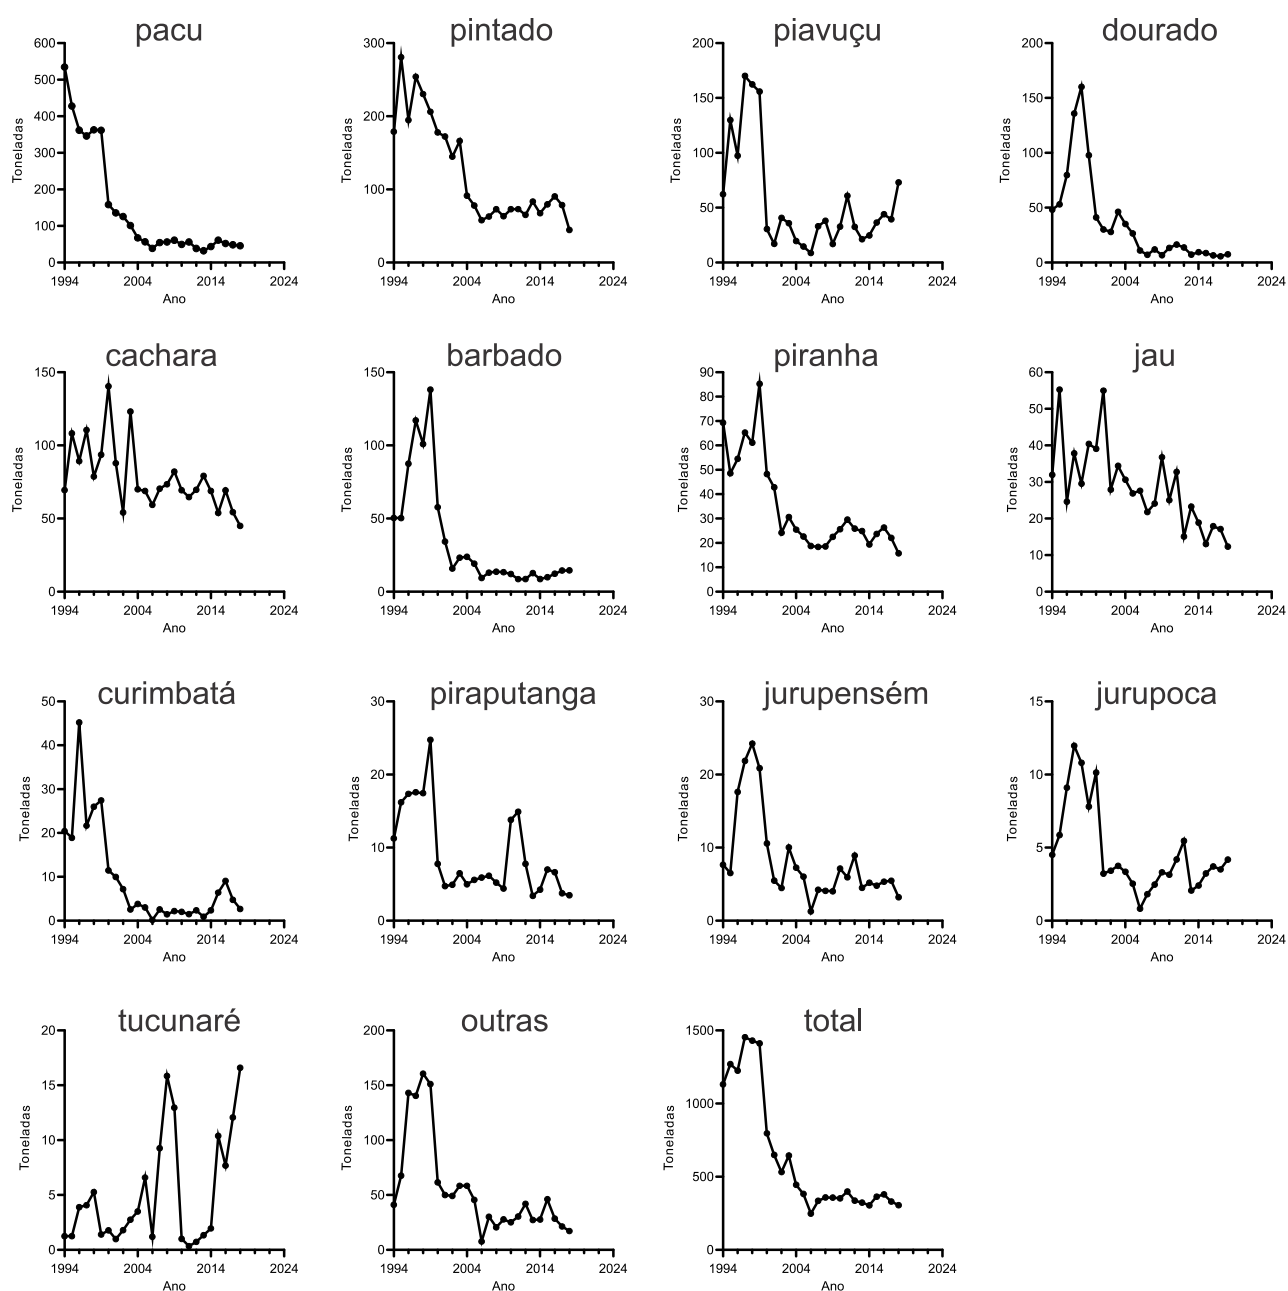 pacu
600
500
400
300
200
100
0
Toneladas
1994 2004 2014 2024
Ano
pintado
300
200
100
0
Toneladas
1994 2004 2014 2024
Ano
piavuçu
200
150
100
50
0
Toneladas
1994 2004 2014 2024
Ano
dourado
200
150
100
50
0
Toneladas
1994 2004 2014 2024
Ano
cachara
150
100
50
0
Toneladas
1994 2004 2014 2024
Ano
barbado
150
100
50
0
Toneladas
1994 2004 2014 2024
Ano
piranha
90
80
70
60
50
40
30
20
10
0
Toneladas
1994 2004 2014 2024
Ano
jau
60
50
40
30
20
10
0
Toneladas
1994 2004 2014 2024
Ano
curimbatá
50
40
30
20
10
0
Toneladas
1994 2004 2014 2024
Ano
piraputanga
30
20
10
0
Toneladas
1994 2004 2014 2024
Ano
jurupensém
30
20
10
0
Toneladas
1994 2004 2014 2024
Ano
jurupoca
15
10
5
0
Toneladas
1994 2004 2014 2024
Ano
tucunaré
20
15
10
5
0
Toneladas
1994 2004 2014 2024
Ano
outras
200
150
100
50
0
Toneladas
1994 2004 2014 2024
Ano
total
1500
1000
500
0
Toneladas
1994 2004 2014 2024
Ano